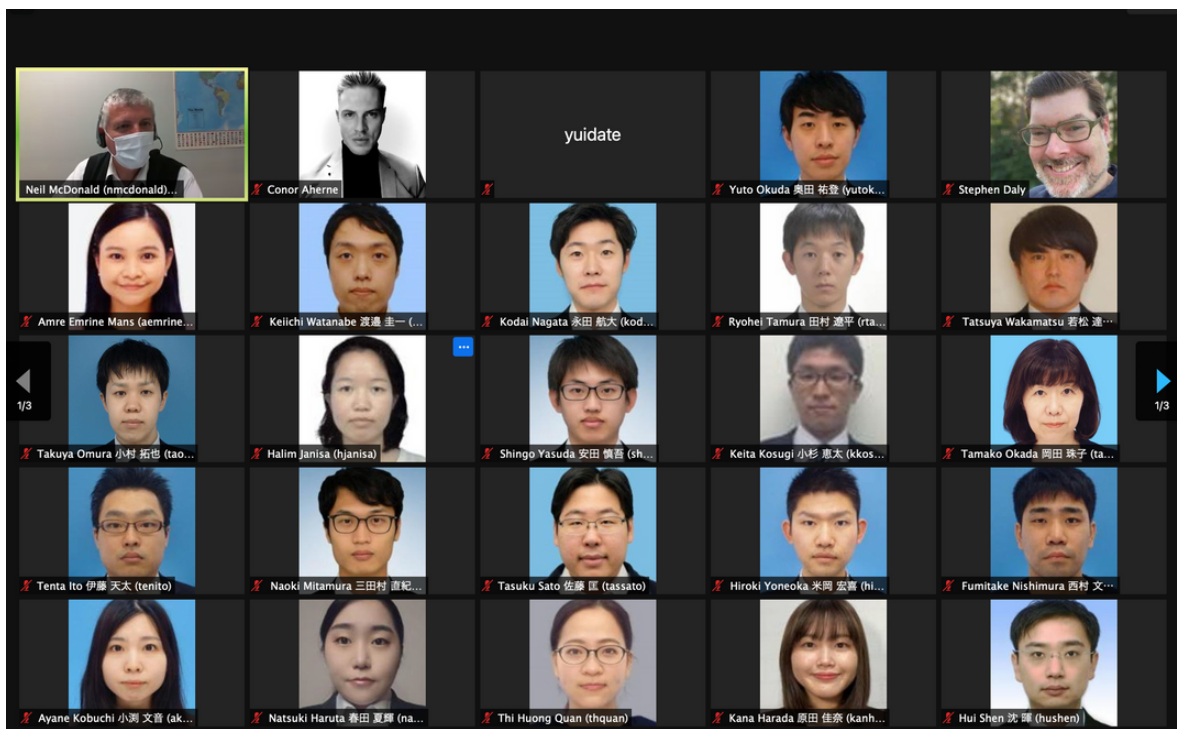 Neil McDonald (nmcdonald)...
Conor Aherne
yuidate
Yuto Okuda 奥田 祐登 (yutok...
Stephen Daly
Amre Emrine Mans (aemrine...
Keiichi Watanabe 渡邉 圭一 (...
Kodai Nagata 永田 航大 (kod...
Ryohei Tamura 田村 遼平 (rta...
Tatsuya Wakamatsu 若松 達…
1/3
Takuya Omura 小村 拓也 (tao...
Halim Janisa (hjanisa)
Shingo Yasuda 安田 慎吾 (sh...
Keita Kosugi 小杉 恵太 (kkos...
Tamako Okada 岡田 珠子 (ta...
1/3
Tenta Ito 伊藤 天太 (tenito)
Naoki Mitamura 三田村 直紀...
Tasuku Sato 佐藤 匡 (tassato)
Hiroki Yoneoka 米岡 宏喜 (hi...
Fumitake Nishimura 西村 文…
Ayane Kobuchi 小渕 文音 (ak...
Natsuki Haruta 春田 夏輝 (na...
Thi Huong Quan (thquan)
Kana Harada 原田 佳奈 (kanh...
Hui Shen 沈 暉 (hushen)